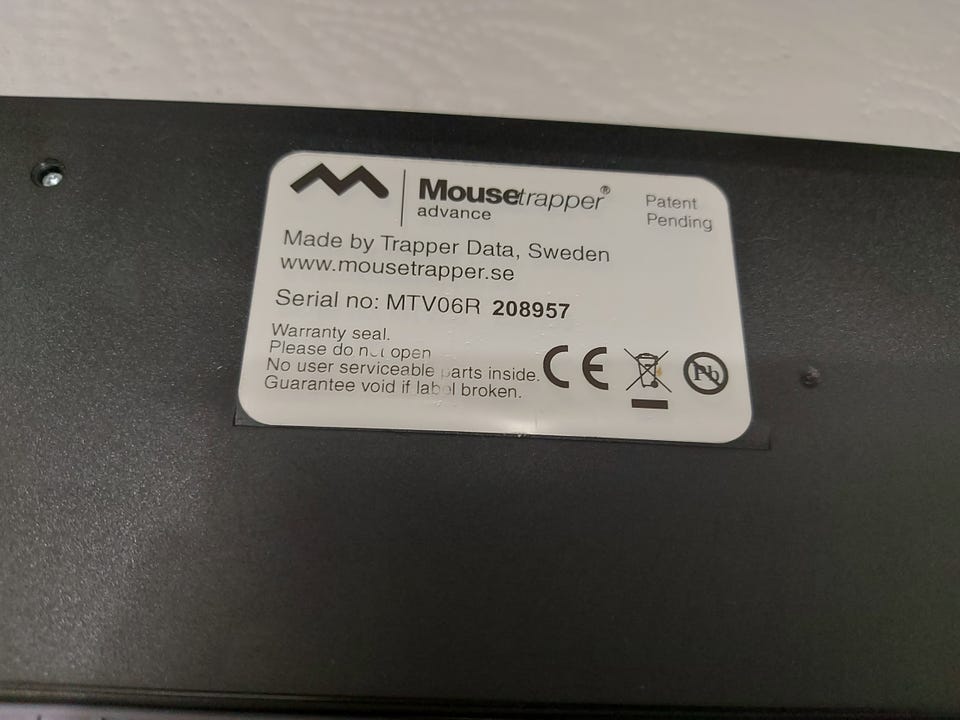 Mousetrapper®
advance
Patent
Pending
Made by Trapper Data, Sweden
www.mousetrapper.se
Serial no: MTV06R 208957
Warranty seal.
Please do not open
No user serviceable parts inside.
Guarantee void if label broken.
CE
Pb